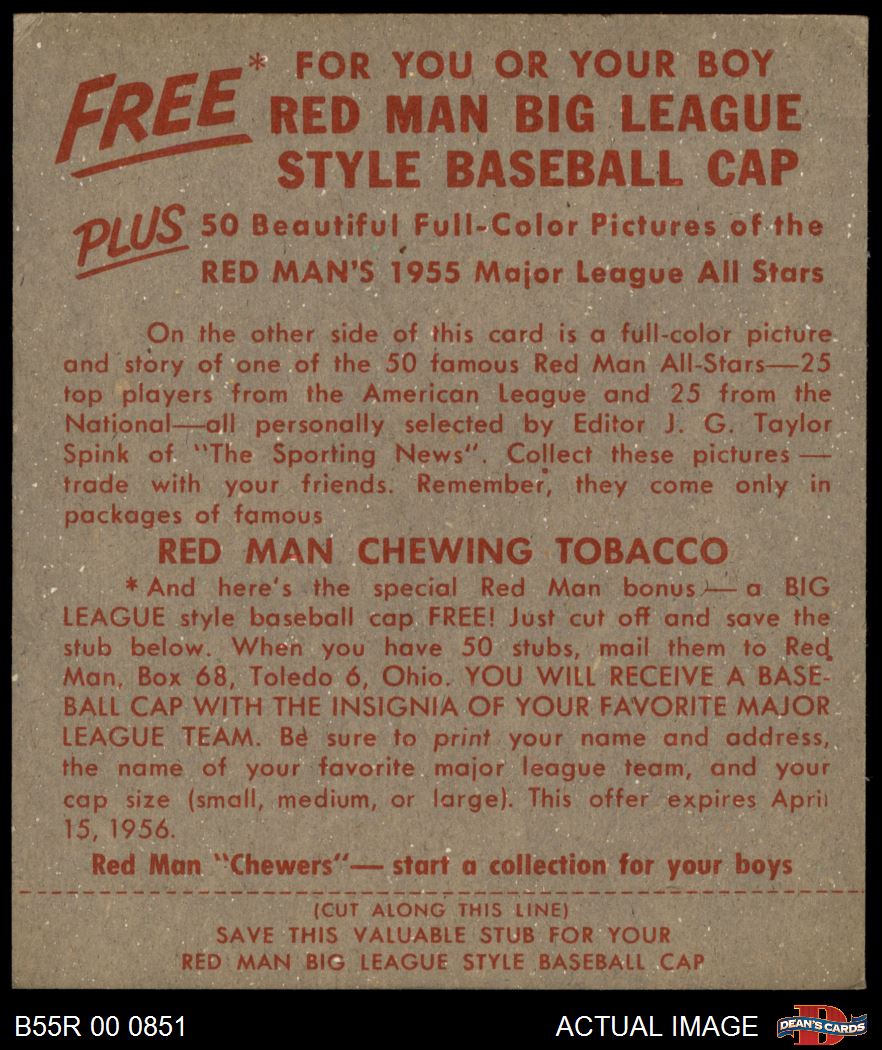 FREE* FOR YOU OR YOUR BOY
RED MAN BIG LEAGUE
STYLE BASEBALL CAP
PLUS 50 Beautiful Full-Color Pictures of the
RED MAN'S 1955 Major League All Stars
On the other side of this card is a full-color picture
and story of one of the 50 famous Red Man All-Stars—25
top players from the American League and 25 from the
National—all personally selected by Editor J. G. Taylor
Spink of "The Sporting News". Collect these pictures —
trade with your friends. Remember, they come only in
packages of famous
RED MAN CHEWING TOBACCO
* And here's the special Red Man bonus — a BIG
LEAGUE style baseball cap FREE! Just cut off and save the
stub below. When you have 50 stubs, mail them to Red
Man, Box 68, Toledo 6, Ohio. YOU WILL RECEIVE A BASE-
BALL CAP WITH THE INSIGNIA OF YOUR FAVORITE MAJOR
LEAGUE TEAM. Be sure to print your name and address,
the name of your favorite major league team, and your
cap size (small, medium, or large). This offer expires April
15, 1956.
Red Man "Chewers"— start a collection for your boys
(CUT ALONG THIS LINE)
SAVE THIS VALUABLE STUB FOR YOUR
RED MAN BIG LEAGUE STYLE BASEBALL CAP
B55R 00 0851 ACTUAL IMAGE DEAN'S CARDS